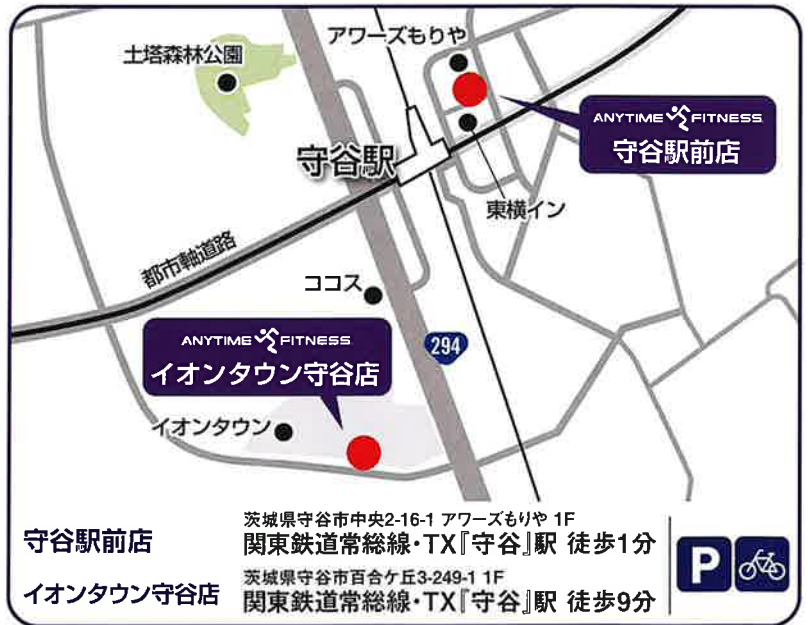 アワーズもりや
土塔森林公園
ANYTIME FITNESS
守谷駅前店
守谷駅
東横イン
都市軸道路
ココス
294
ANYTIME FITNESS
イオンタウン守谷店
イオンタウン
守谷駅前店
茨城県守谷市中央2-16-1 アワーズもりや 1F
関東鉄道常総線・TX『守谷』駅 徒歩1分
イオンタウン守谷店
茨城県守谷市百合ケ丘3-249-1 1F
関東鉄道常総線・TX『守谷』駅 徒歩9分
P